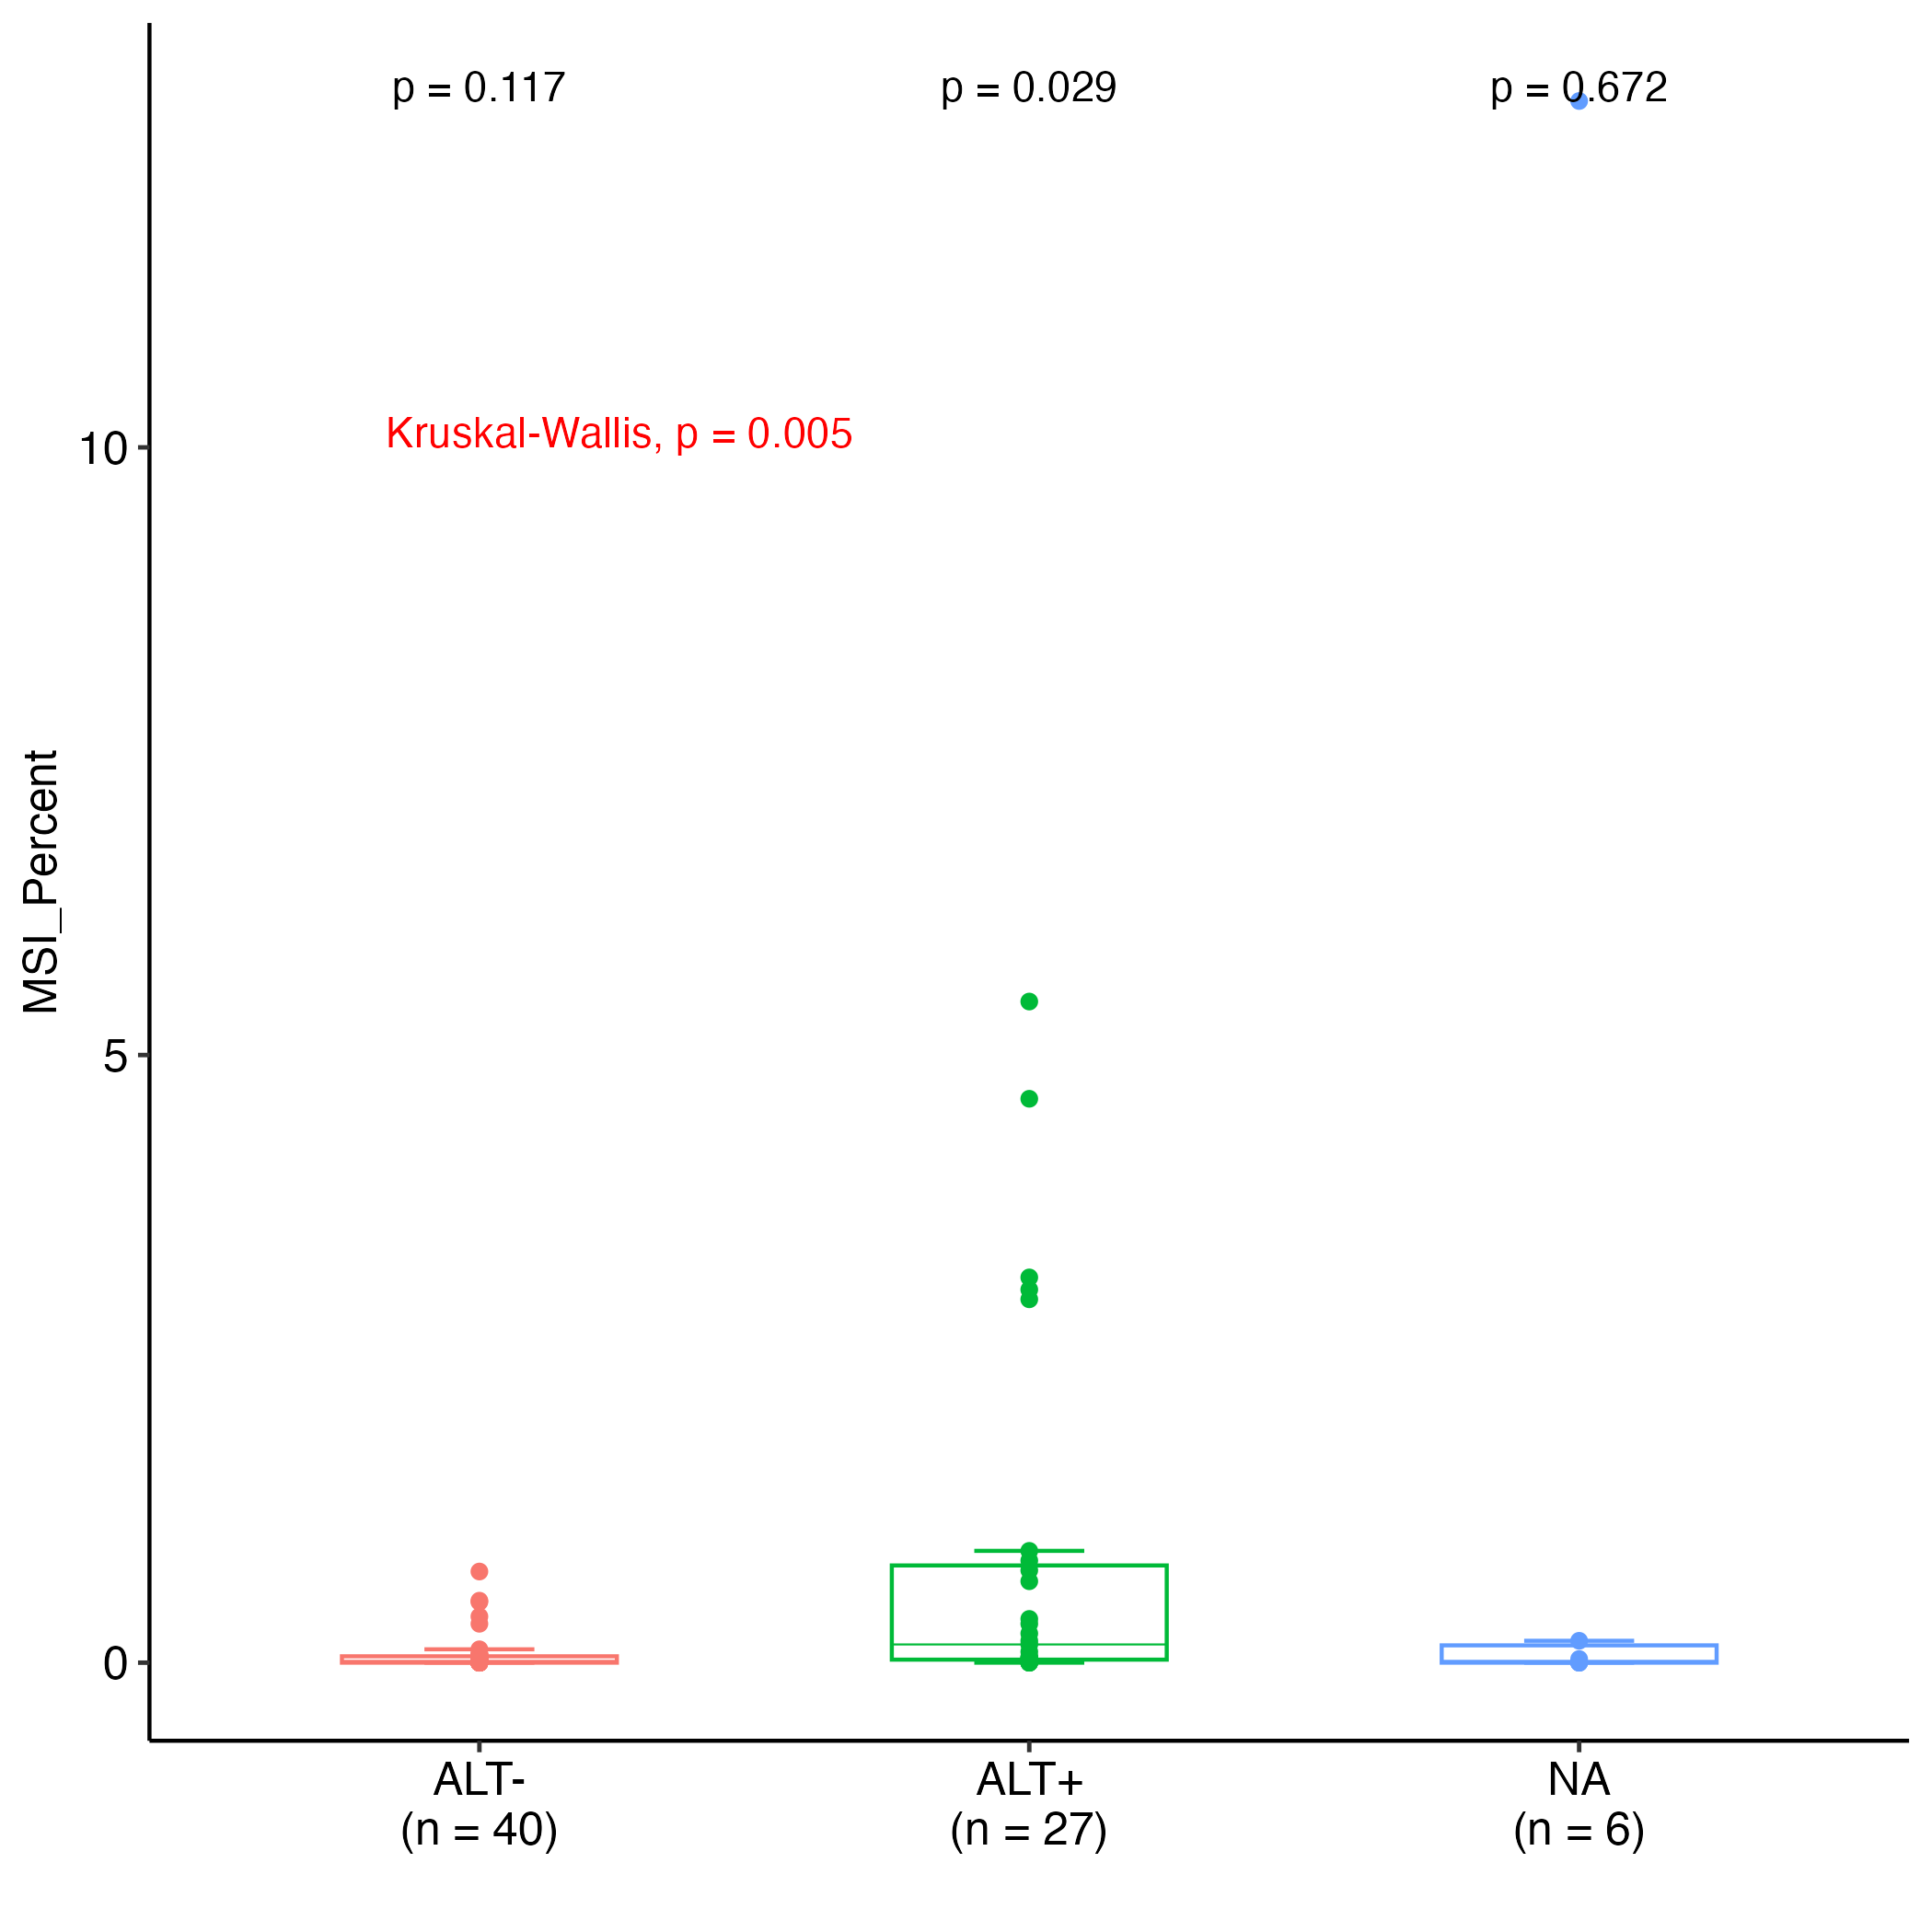 p = 0.117
p = 0.029
p = 0.672
Kruskal-Wallis, p = 0.005
10
5
0
MSI_Percent
ALT-
(n = 40)
ALT+
(n = 27)
NA
(n = 6)